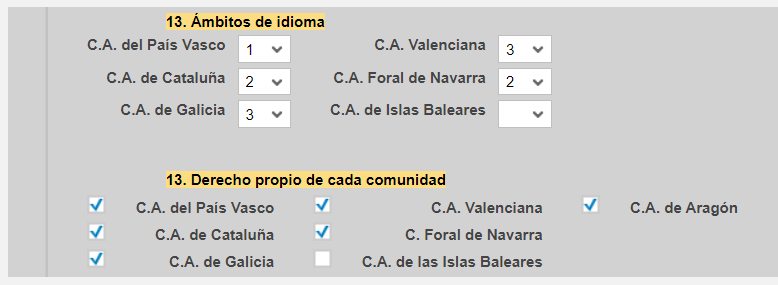 13. Ámbitos de idioma
C.A. del País Vasco 1 C.A. Valenciana 3
C.A. de Cataluña 2 C.A. Foral de Navarra 2
C.A. de Galicia 3 C.A. de Islas Baleares
13. Derecho propio de cada comunidad
C.A. del País Vasco C.A. Valenciana C.A. de Aragón
C.A. de Cataluña C. Foral de Navarra
C.A. de Galicia C.A. de las Islas Baleares